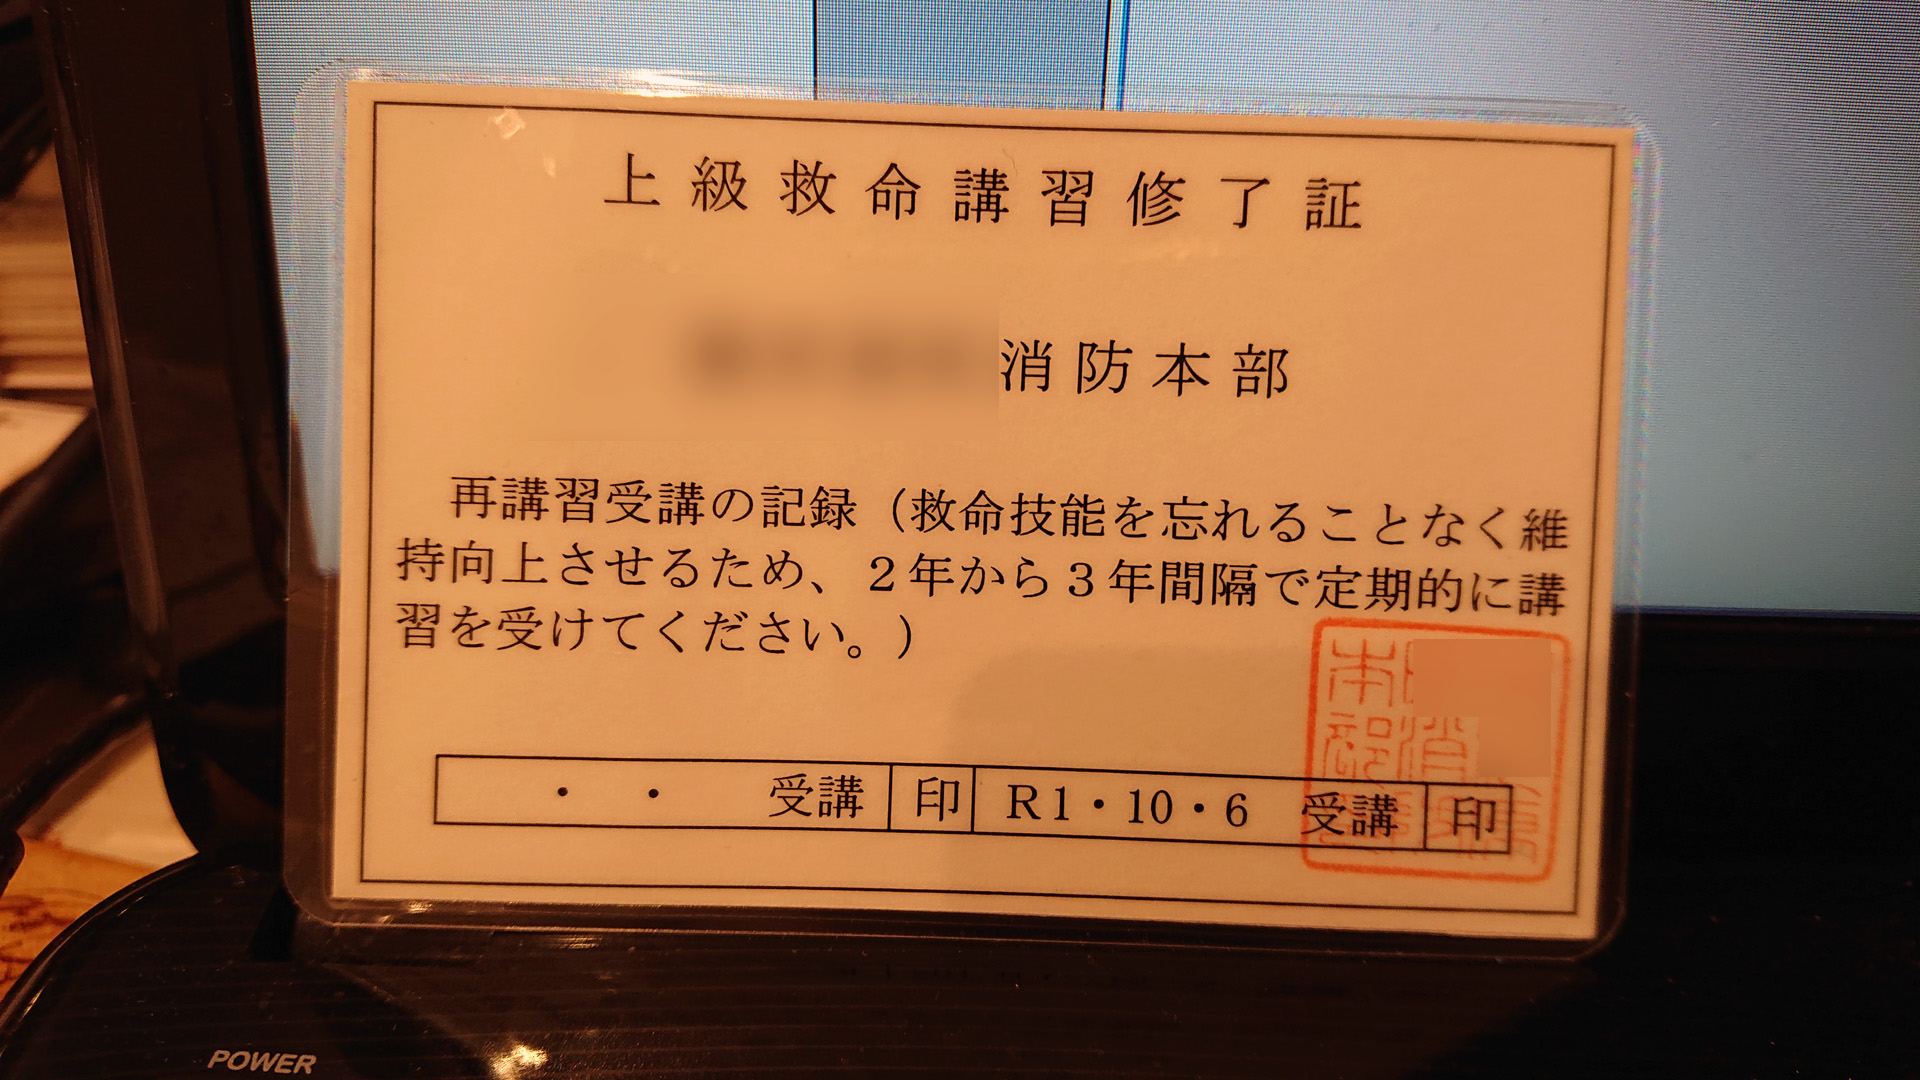 上級救命講習修了証
消防本部
再講習受講の記録（救命技能を忘れることなく維
持向上させるため、２年から３年間隔で定期的に講
習を受けてください。）
・　・　受講　印　R1・10・6　受講　印
本
部消
POWER